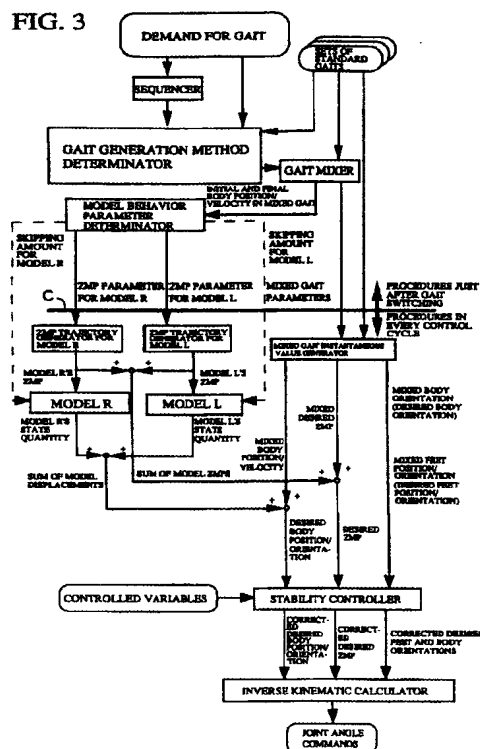 FIG. 3
DEMAND FOR GAIT
SETS OF
STANDARD
GAITS
SEQUENCER
GAIT GENERATION METHOD
DETERMINATOR
GAIT MIXER
INITIAL AND FINAL
BODY POSITION/
VELOCITY IN MIXED GAIT
MODEL BEHAVIOR
PARAMETER
DETERMINATOR
SKIPPING
AMOUNT
FOR
MODEL R
SKIPPING
AMOUNT
FOR
MODEL L
C
ZMP PARAMETER
FOR MODEL R
ZMP PARAMETER
FOR MODEL L
MIXED GAIT
PARAMETERS
PROCEDURES JUST
AFTER GAIT
SWITCHING
PROCEDURES IN
EVERY CONTROL
CYCLE
ZMP TRAJECTORY
GENERATOR FOR
MODEL R
ZMP TRAJECTORY
GENERATOR FOR
MODEL L
MIXED GAIT INSTANTANEOUS
VALUE GENERATOR
MODEL R'S
ZMP
MODEL L'S
ZMP
MODEL R
MODEL L
MODEL R'S
STATE
QUANTITY
MODEL L'S
STATE
QUANTITY
MIXED
BODY
POSITION/
VELOCITY
MIXED
DESIRED
ZMP
MIXED BODY
ORIENTATION
(DESIRED BODY
ORIENTATION)
MIXED FEET
POSITION/
ORIENTATION
(DESIRED FEET
POSITION/
ORIENTATION)
SUM OF MODEL
DISPLACEMENTS
SUM OF MODEL ZMPS
DESIRED
BODY
POSITION/
ORIENTA-
TION
DESIRED
ZMP
CONTROLLED VARIABLES
STABILITY CONTROLLER
CORRECT-
ED
DESIRED
BODY
POSITION/
ORIENTA-
TION
CORRECT-
ED
DESIRED
ZMP
CORRECTED DESIRED
FEET AND BODY
ORIENTATIONS
INVERSE KINEMATIC CALCULATOR
JOINT ANGLE
COMMANDS